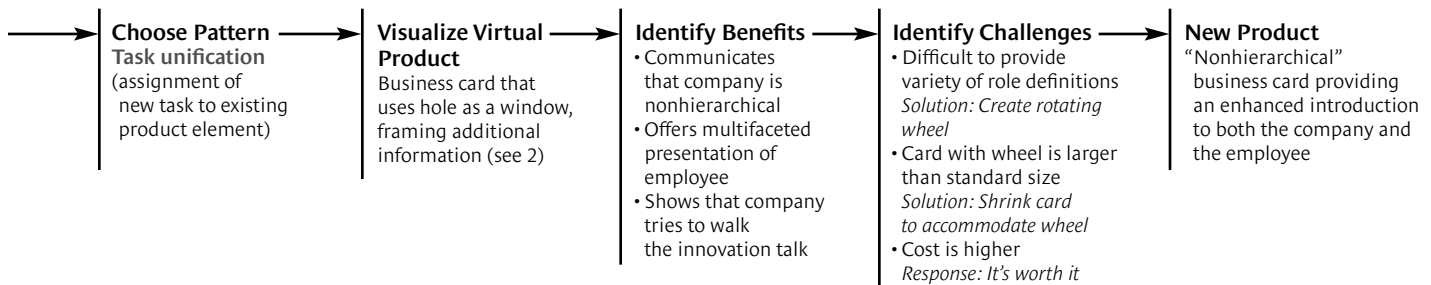 Choose Pattern
Task unification
(assignment of
new task to existing
product element)
Visualize Virtual
Product
Business card that
uses hole as a window,
framing additional
information (see 2)
Identify Benefits
• Communicates
that company is
nonhierarchical
• Offers multifaceted
presentation of
employee
• Shows that company
tries to walk
the innovation talk
Identify Challenges
• Difficult to provide
variety of role definitions
Solution: Create rotating
wheel
• Card with wheel is larger
than standard size
Solution: Shrink card
to accommodate wheel
• Cost is higher
Response: It's worth it
New Product
“Nonhierarchical”
business card providing
an enhanced introduction
to both the company and
the employee